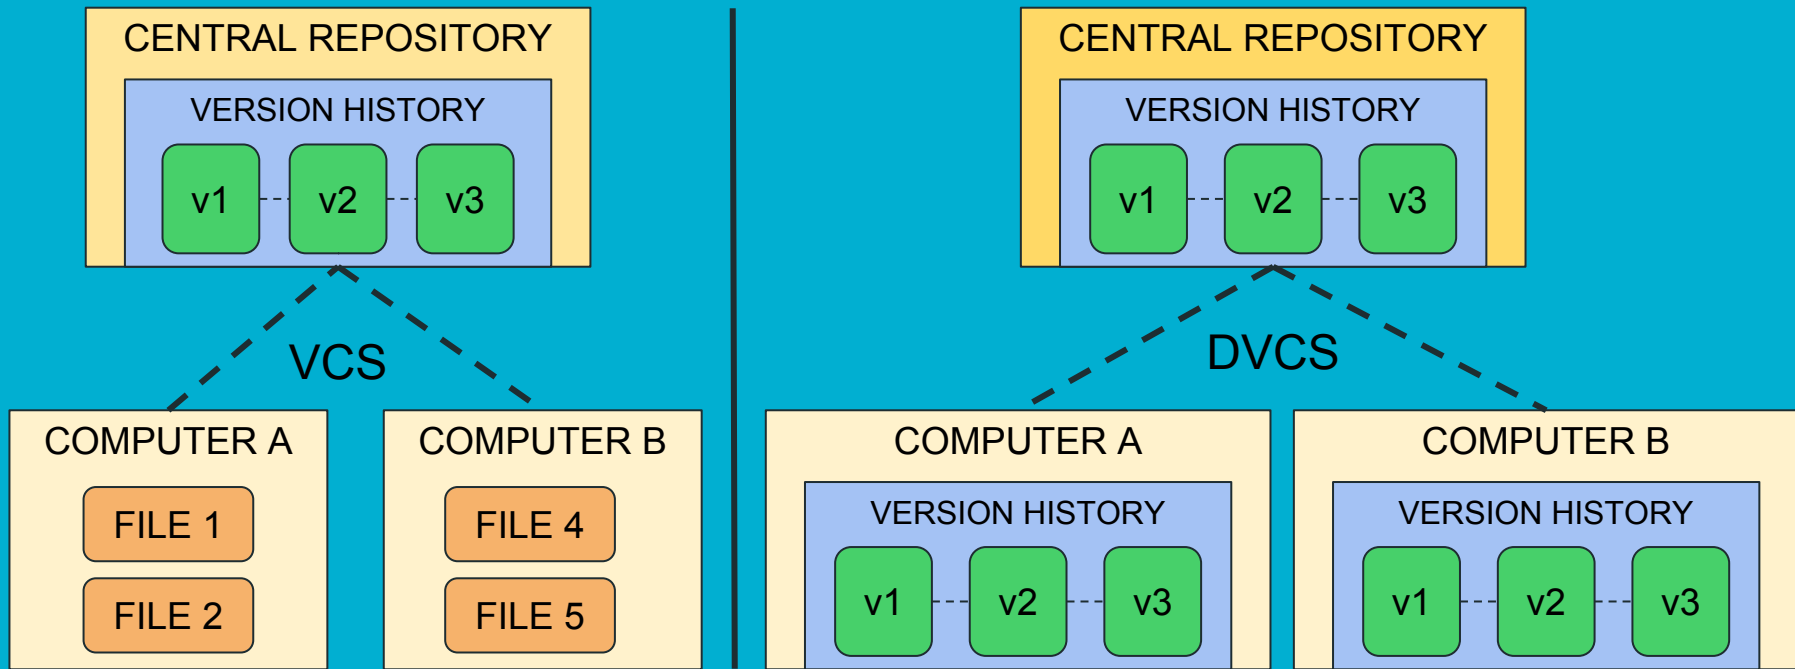 CENTRAL REPOSITORY
VERSION HISTORY
v1 v2 v3
VCS
COMPUTER A
FILE 1
FILE 2
COMPUTER B
FILE 4
FILE 5
CENTRAL REPOSITORY
VERSION HISTORY
v1 v2 v3
DVCS
COMPUTER A
VERSION HISTORY
v1 v2 v3
COMPUTER B
VERSION HISTORY
v1 v2 v3